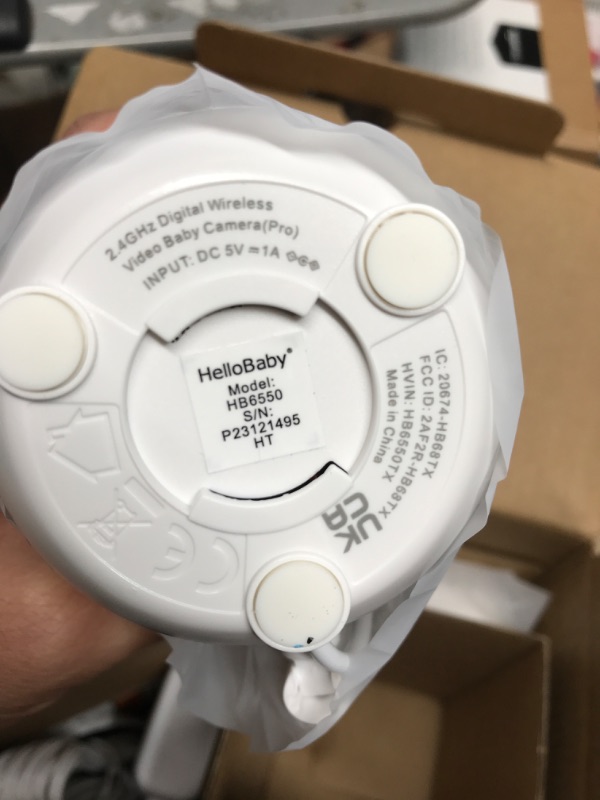 2.4GHz Digital Wireless
Video Baby Camera(Pro)
INPUT: DC 5V⎓1A
HelloBaby®
Model:
HB6550
S/N:
P23121495
HT
IC: 20674-HB68TX
FCC ID: 2AF2R-HB68TX
HVIN: HB6550TX
Made in China
UK
CA
CE